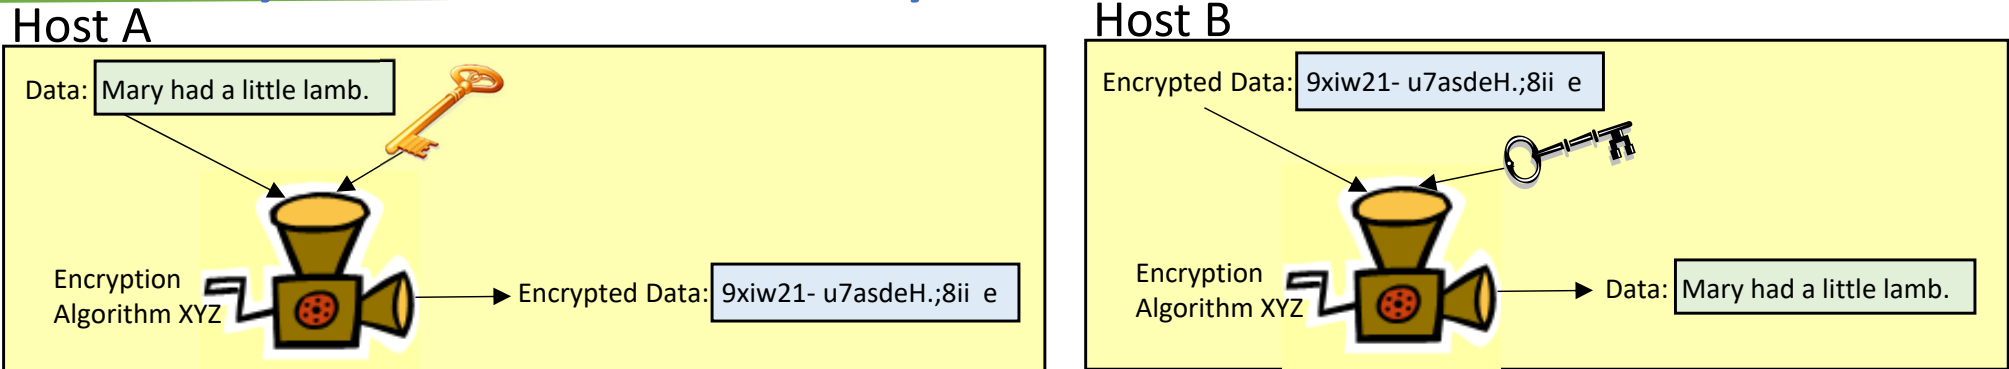 Host A
Data: Mary had a little lamb.
Encryption
Algorithm XYZ
Encrypted Data: 9xiw21- u7asdeH.;8ii  e
Host B
Encrypted Data: 9xiw21- u7asdeH.;8ii  e
Encryption
Algorithm XYZ
Data: Mary had a little lamb.